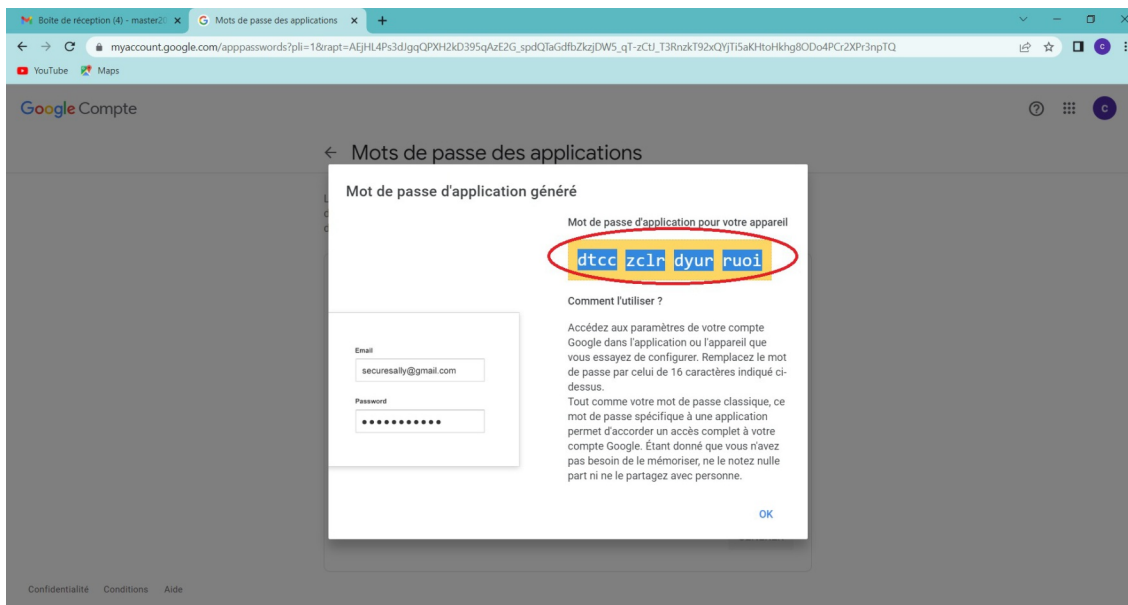 Boîte de réception (4) - master2
Mots de passe des applications
myaccount.google.com/apppasswords?pli=1&rapt=AEjHL4Ps3dJgqQPXH2kD395qAzE2G_spdQTaGdfbZkzjDW5_qT-zCtJ_T3RnzkT92xQYjTi5aKHtoHkhg8ODo4PCr2XPr3npTQ
YouTube Maps
Google Compte
Mots de passe des applications
Mot de passe d'application généré
Mot de passe d'application pour votre appareil
dtcc zclr dyur ruoi
Comment l'utiliser ?
Accédez aux paramètres de votre compte
Google dans l'application ou l'appareil que
vous essayez de configurer. Remplacez le mot
de passe par celui de 16 caractères indiqué ci-
dessus.
Tout comme votre mot de passe classique, ce
mot de passe spécifique à une application
permet d'accorder un accès complet à votre
compte Google. Étant donné que vous n'avez
pas besoin de le mémoriser, ne le notez nulle
part ni ne le partagez avec personne.
Email
securesally@gmail.com
Password
OK
Confidentialité Conditions Aide